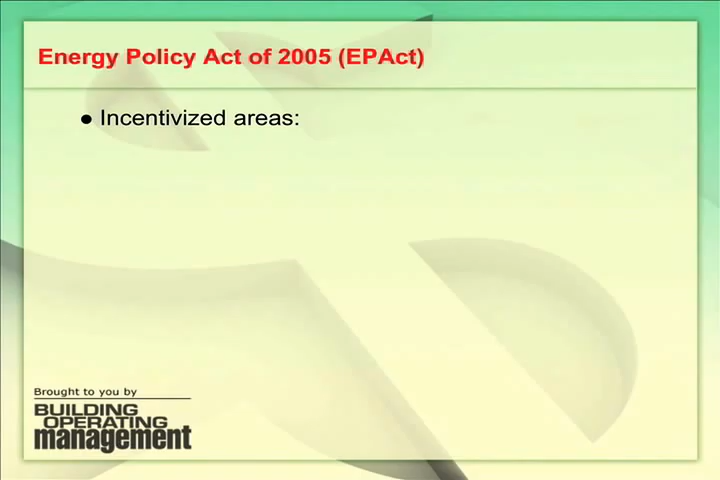 Energy Policy Act of 2005 (EPAct)
● Incentivized areas:
Brought to you by
BUILDING
OPERATING
management